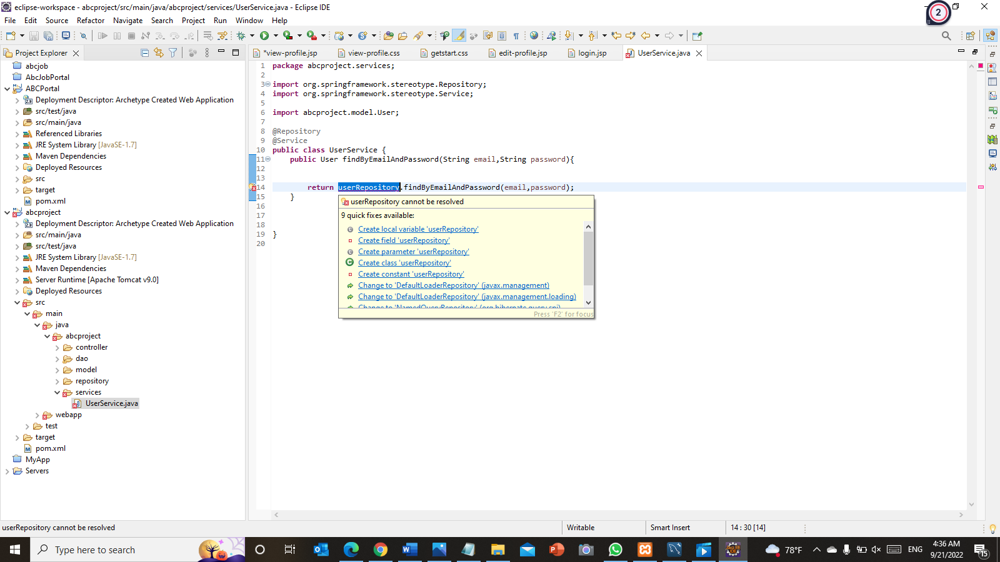 eclipse-workspace - abcproject/src/main/java/abcproject/services/UserService.java - Eclipse IDE
2
File Edit Source Refactor Navigate Search Project Run Window Help
Project Explorer
*view-profile.jsp view-profile.css getstart.css edit-profile.jsp login.jsp UserService.java
abcjob
AbcJobPortal
ABCPortal
Deployment Descriptor: Archetype Created Web Application
src/test/java
src/main/java
Referenced Libraries
JRE System Library [JavaSE-1.7]
Maven Dependencies
Deployed Resources
src
target
pom.xml
abcproject
Deployment Descriptor: Archetype Created Web Application
src/main/java
src/test/java
JRE System Library [JavaSE-1.7]
Maven Dependencies
Server Runtime [Apache Tomcat v9.0]
Deployed Resources
src
main
java
abcproject
controller
dao
model
repository
services
UserService.java
webapp
test
target
pom.xml
MyApp
Servers
1 package abcproject.services;
2
3 import org.springframework.stereotype.Repository;
4 import org.springframework.stereotype.Service;
5
6 import abcproject.model.User;
7
8 @Repository
9 @Service
10 public class UserService {
11 public User findByEmailAndPassword(String email,String password){
12
13
14 return userRepository.findByEmailAndPassword(email,password);
15 }
16
17
18
19 }
20
userRepository cannot be resolved
9 quick fixes available:
Create local variable 'userRepository'
Create field 'userRepository'
Create parameter 'userRepository'
Create class 'userRepository'
Create constant 'userRepository'
Change to 'DefaultLoaderRepository' (javax.management)
Change to 'DefaultLoaderRepository' (javax.management.loading)
Change to 'NamedQueryRepository' (org.hibernate.query.spi)
Press 'F2' for focus
userRepository cannot be resolved Writable Smart Insert 14 : 30 [14]
Type here to search
78°F ENG 4:36 AM
9/21/2022
15